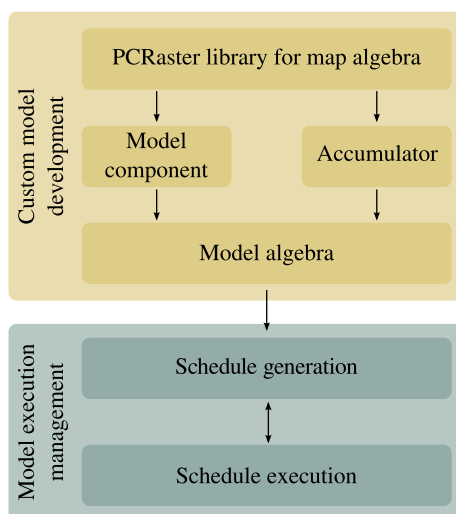 Custom model
development
PCRaster library for map algebra
Model
component
Accumulator
Model algebra
Model execution
management
Schedule generation
Schedule execution